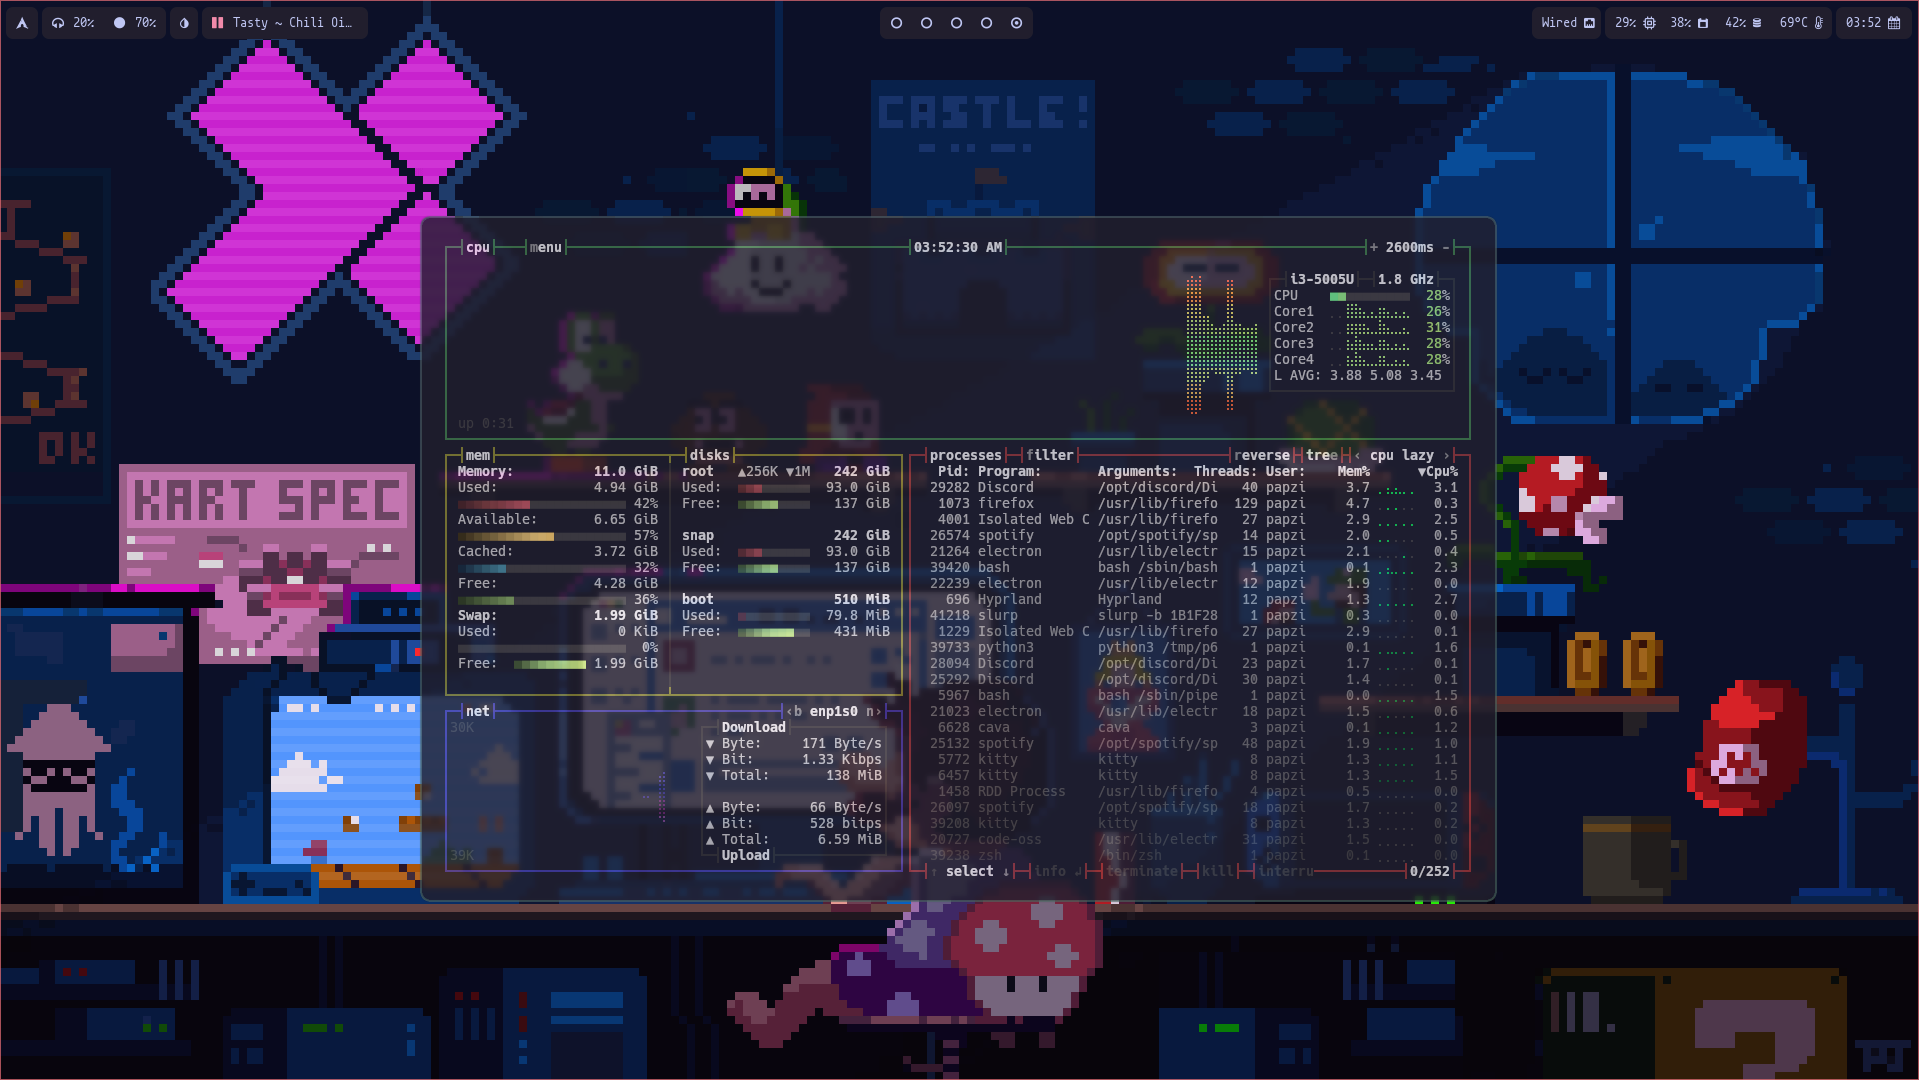 20% 70% Tasty ~ Chili Oi… Wired 29% 38% 42% 69°C 03:52
CASTLE!
OK
KART SPEC
cpu menu 03:52:30 AM + 2600ms -
i3-5005U 1.8 GHz
CPU 28%
Core1 26%
Core2 31%
Core3 28%
Core4 28%
L AVG: 3.88 5.08 3.45
up 0:31
mem disks
Memory: 11.0 GiB root ▲256K ▼1M 242 GiB
Used: 4.94 GiB Used: 93.0 GiB
42% Free: 137 GiB
Available: 6.65 GiB
57% snap 242 GiB
Cached: 3.72 GiB Used: 93.0 GiB
32% Free: 137 GiB
Free: 4.28 GiB
36% boot 510 MiB
Swap: 1.99 GiB Used: 79.8 MiB
Used: 0 KiB Free: 431 MiB
0%
Free: 1.99 GiB
net ‹b enp1s0 n›
30K Download
▼ Byte: 171 Byte/s
▼ Bit: 1.33 Kibps
▼ Total: 138 MiB
▲ Byte: 66 Byte/s
▲ Bit: 528 bitps
▲ Total: 6.59 MiB
39K Upload
processes filter reverse tree ‹ cpu lazy ›
Pid: Program: Arguments: Threads: User: Mem% ▼Cpu%
29282 Discord /opt/discord/Di 40 papzi 3.7 3.1
1073 firefox /usr/lib/firefo 129 papzi 4.7 0.3
4001 Isolated Web C /usr/lib/firefo 27 papzi 2.9 2.5
26574 spotify /opt/spotify/sp 14 papzi 2.0 0.5
21264 electron /usr/lib/electr 15 papzi 2.1 0.4
39420 bash bash /sbin/bash 1 papzi 0.1 2.3
22239 electron /usr/lib/electr 12 papzi 1.9 0.0
696 Hyprland Hyprland 12 papzi 1.3 2.7
41218 slurp slurp -b 1B1F28 1 papzi 0.3 0.0
1229 Isolated Web C /usr/lib/firefo 27 papzi 2.9 0.1
39733 python3 python3 /tmp/p6 1 papzi 0.1 1.6
28094 Discord /opt/discord/Di 23 papzi 1.7 0.1
25292 Discord /opt/discord/Di 30 papzi 1.4 0.1
5967 bash bash /sbin/pipe 1 papzi 0.0 1.5
21023 electron /usr/lib/electr 18 papzi 1.5 0.6
6628 cava cava 3 papzi 0.1 1.2
25132 spotify /opt/spotify/sp 48 papzi 1.9 1.0
5772 kitty kitty 8 papzi 1.3 1.1
6457 kitty kitty 8 papzi 1.3 1.5
1458 RDD Process /usr/lib/firefo 4 papzi 0.5 0.0
26097 spotify /opt/spotify/sp 18 papzi 1.7 0.2
39208 kitty kitty 8 papzi 1.3 0.2
20727 code-oss /usr/lib/electr 31 papzi 1.5 0.0
39238 zsh /bin/zsh 1 papzi 0.1 0.0
↑ select ↓ info ↲ terminate kill interru 0/252